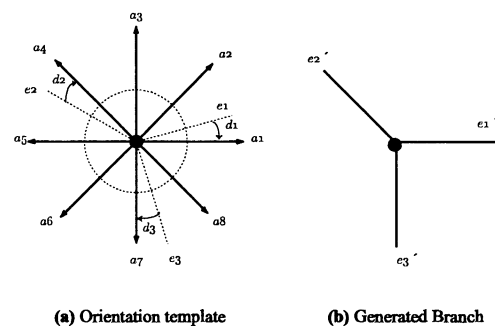 a3
a4
a2
d2
e2
e1
d1
a5
a1
a6
a8
d3
a7
e3
e2´
e1´
e3´
(a) Orientation template
(b) Generated Branch